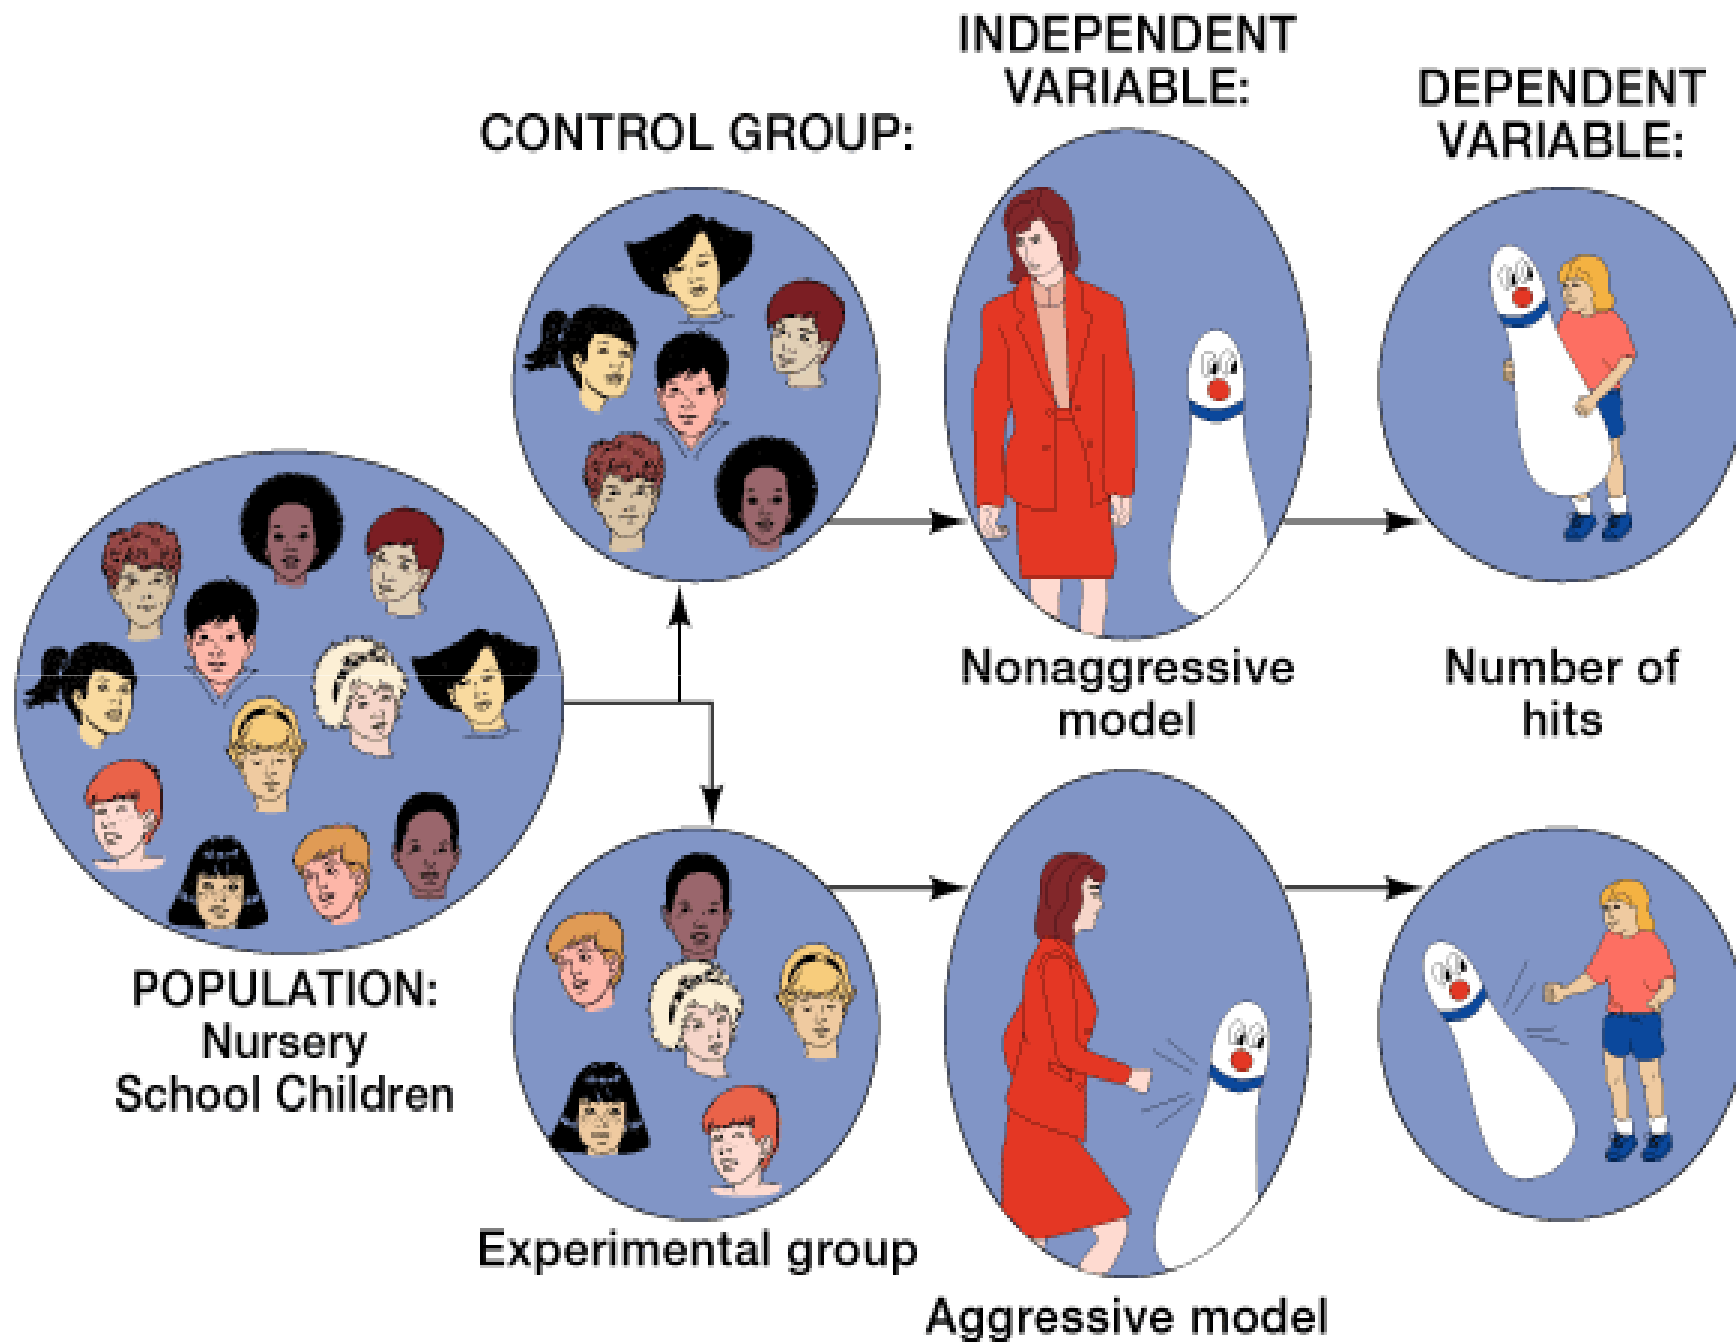 INDEPENDENT
VARIABLE:
DEPENDENT
VARIABLE:
CONTROL GROUP:
Nonaggressive
model
Number of
hits
POPULATION:
Nursery
School Children
Experimental group
Aggressive model